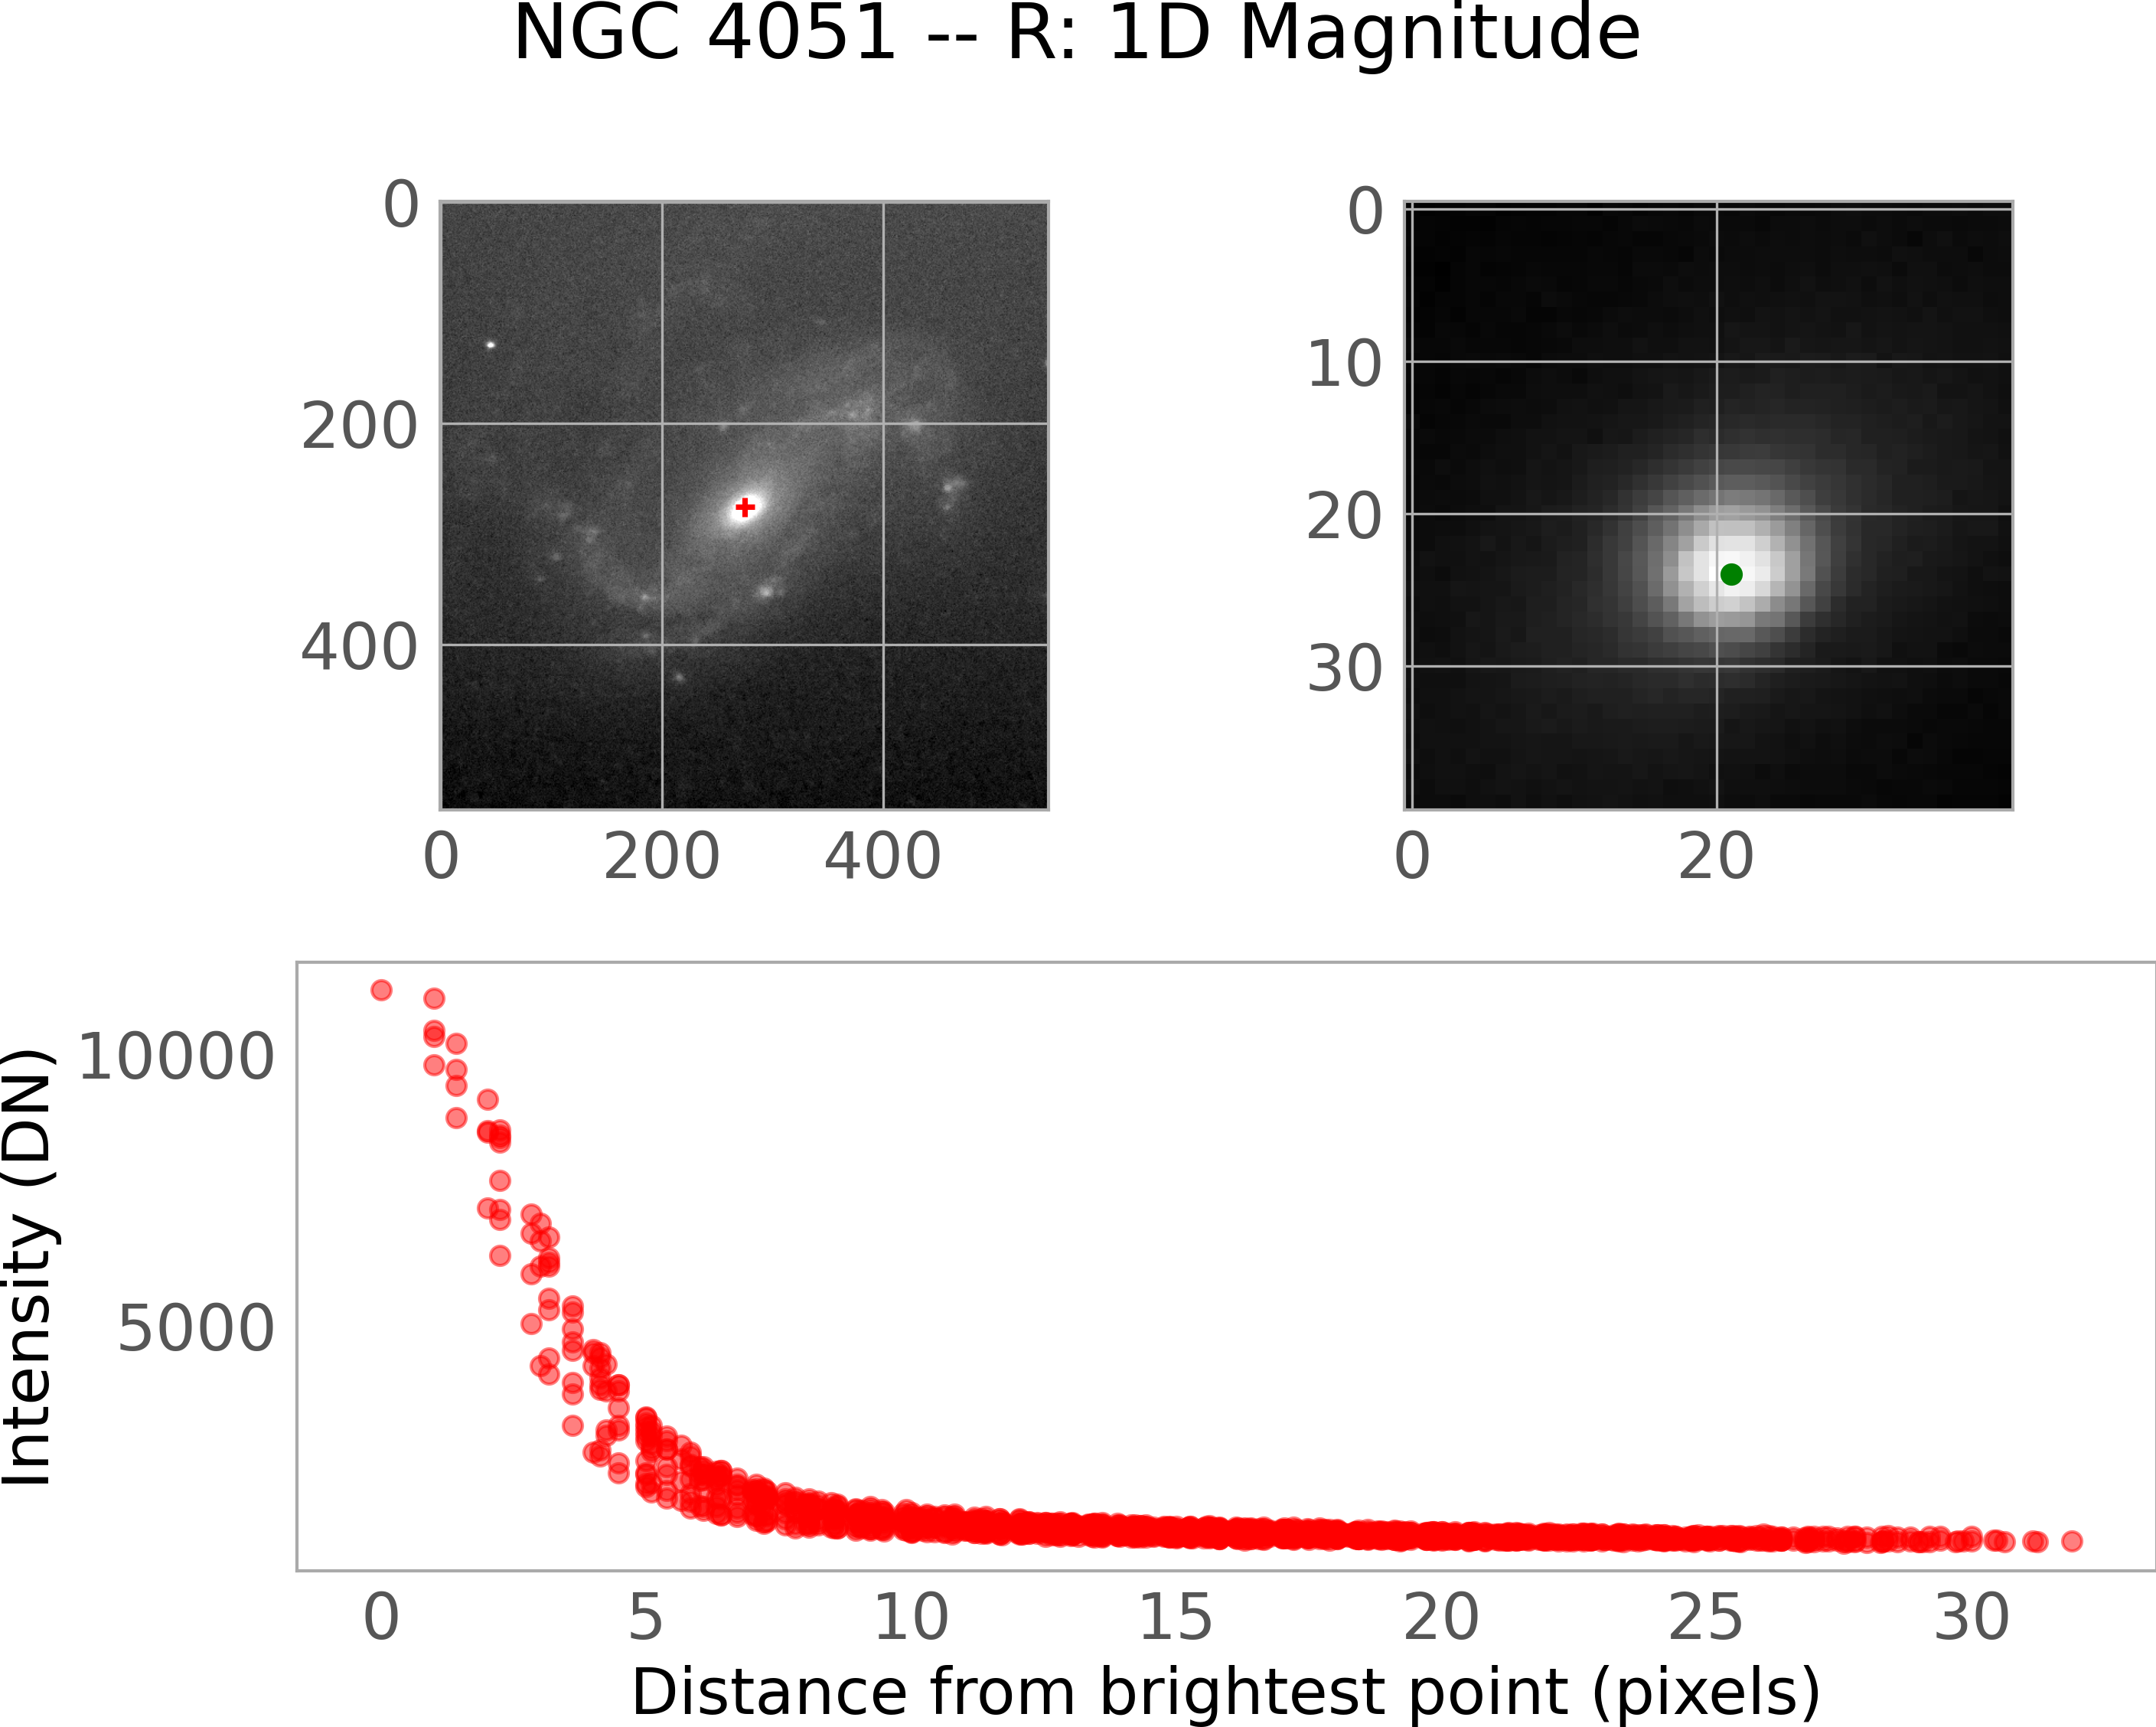 NGC 4051 -- R: 1D Magnitude
0
200
400
0 200 400
0
10
20
30
0 20
Intensity (DN)
10000
5000
0 5 10 15 20 25 30
Distance from brightest point (pixels)